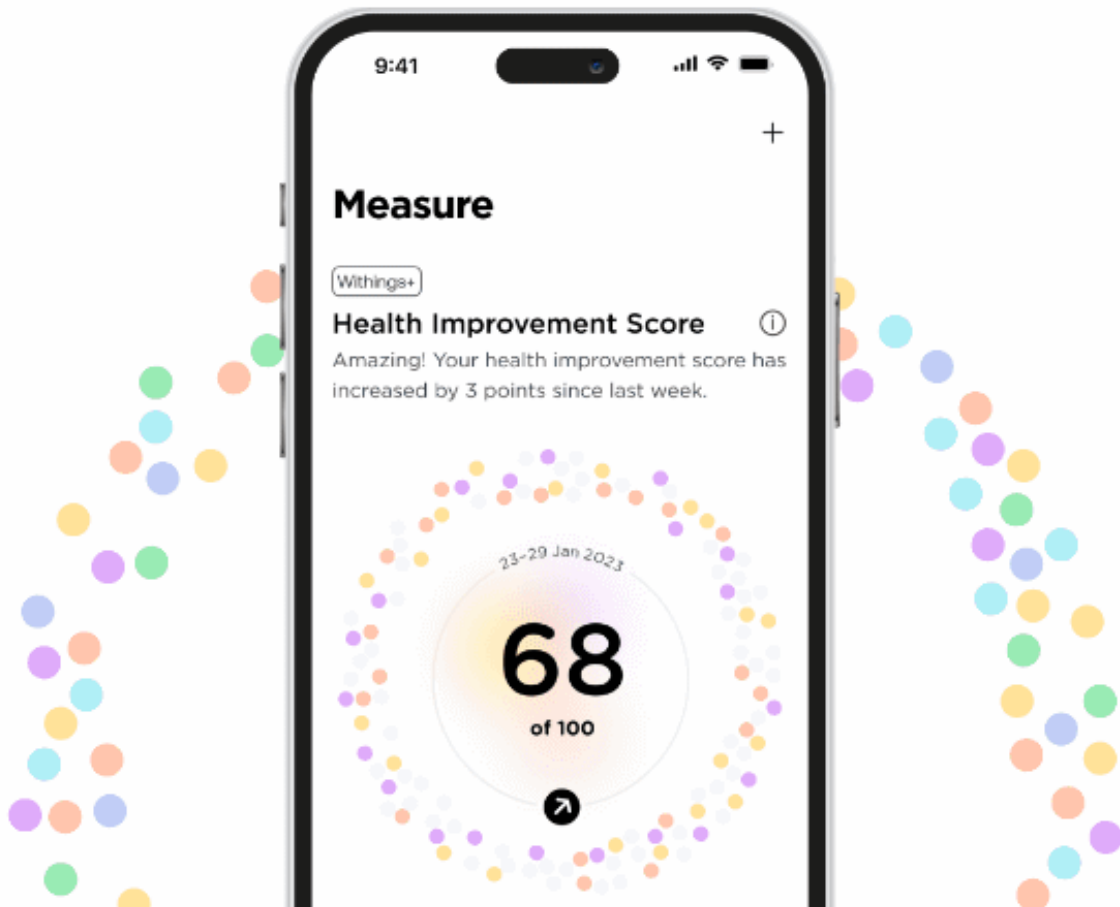 9:41
+
Measure
Withings+
Health Improvement Score
Amazing! Your health improvement score has
increased by 3 points since last week.
23–29 Jan 2023
68
of 100